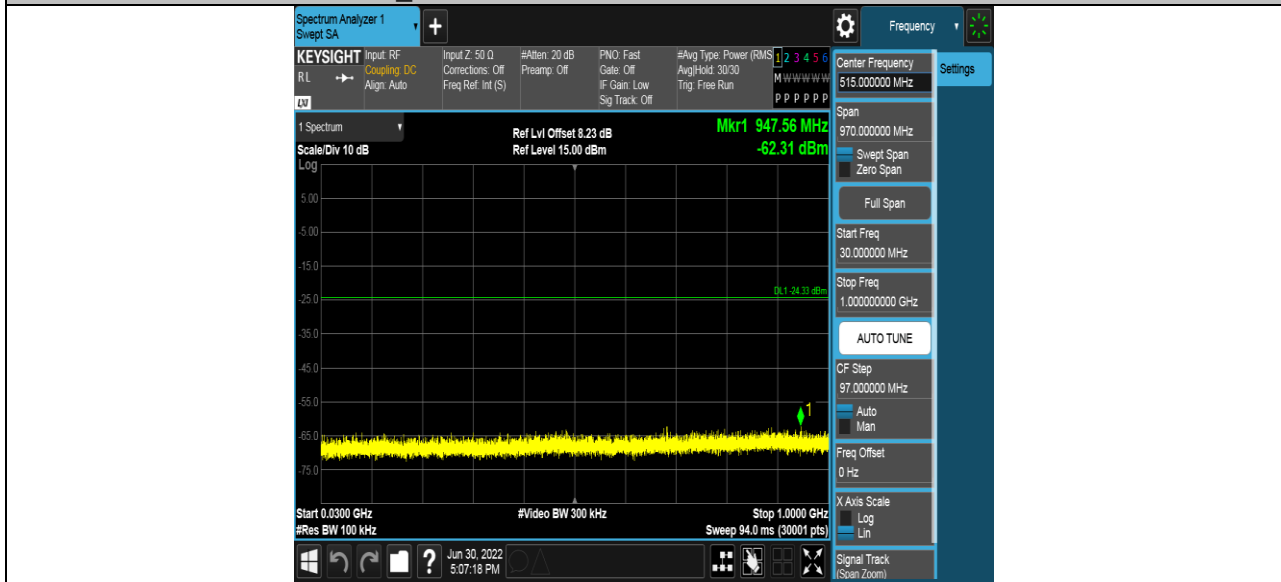 Spectrum Analyzer 1
Swept SA
Frequency
KEYSIGHT
RL
LXI
Input: RF
Coupling: DC
Align: Auto
Input Z: 50 Ω
Corrections: Off
Freq Ref: Int (S)
#Atten: 20 dB
Preamp: Off
PNO: Fast
Gate: Off
IF Gain: Low
Sig Track: Off
#Avg Type: Power (RMS
Avg|Hold: 30/30
Trig: Free Run
1 2 3 4 5 6
M W W W W W
P P P P P P
1 Spectrum
Scale/Div 10 dB
Ref Lvl Offset 8.23 dB
Ref Level 15.00 dBm
Mkr1 947.56 MHz
-62.31 dBm
Log
5.00
-5.00
-15.0
DL1 -24.33 dBm
-25.0
-35.0
-45.0
-55.0
1
-65.0
-75.0
Start 0.0300 GHz
#Video BW 300 kHz
Stop 1.0000 GHz
#Res BW 100 kHz
Sweep 94.0 ms (30001 pts)
?
Jun 30, 2022
5:07:18 PM
Center Frequency
515.000000 MHz
Settings
Span
970.000000 MHz
Swept Span
Zero Span
Full Span
Start Freq
30.000000 MHz
Stop Freq
1.000000000 GHz
AUTO TUNE
CF Step
97.000000 MHz
Auto
Man
Freq Offset
0 Hz
X Axis Scale
Log
Lin
Signal Track
(Span Zoom)